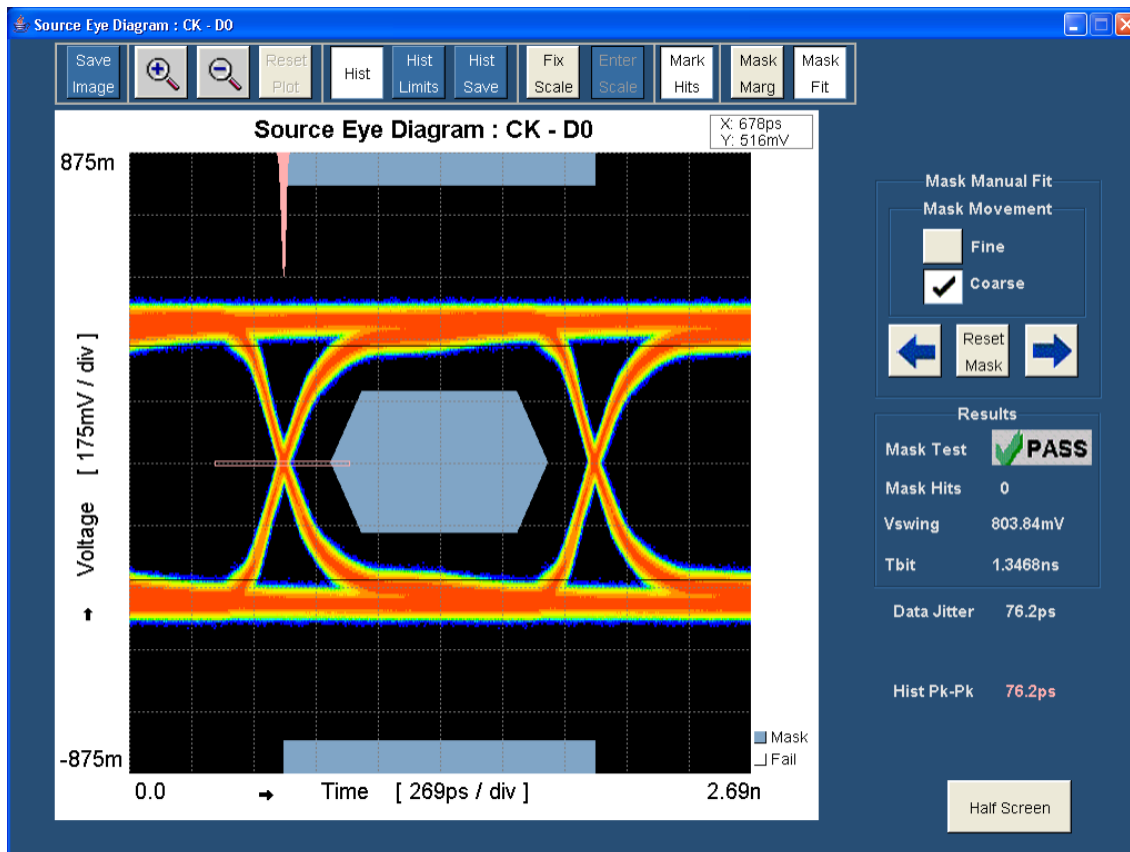 Source Eye Diagram : CK - D0
Save Image
Reset Plot
Hist
Hist Limits
Hist Save
Fix Scale
Enter Scale
Mark Hits
Mask Marg
Mask Fit
Source Eye Diagram : CK - D0
X: 678ps
Y: 516mV
875m
Voltage [ 175mV / div ]
-875m
0.0
Time [ 269ps / div ]
2.69n
Mask
Fail
Mask Manual Fit
Mask Movement
Fine
Coarse
Reset Mask
Results
Mask Test PASS
Mask Hits 0
Vswing 803.84mV
Tbit 1.3468ns
Data Jitter 76.2ps
Hist Pk-Pk 76.2ps
Half Screen